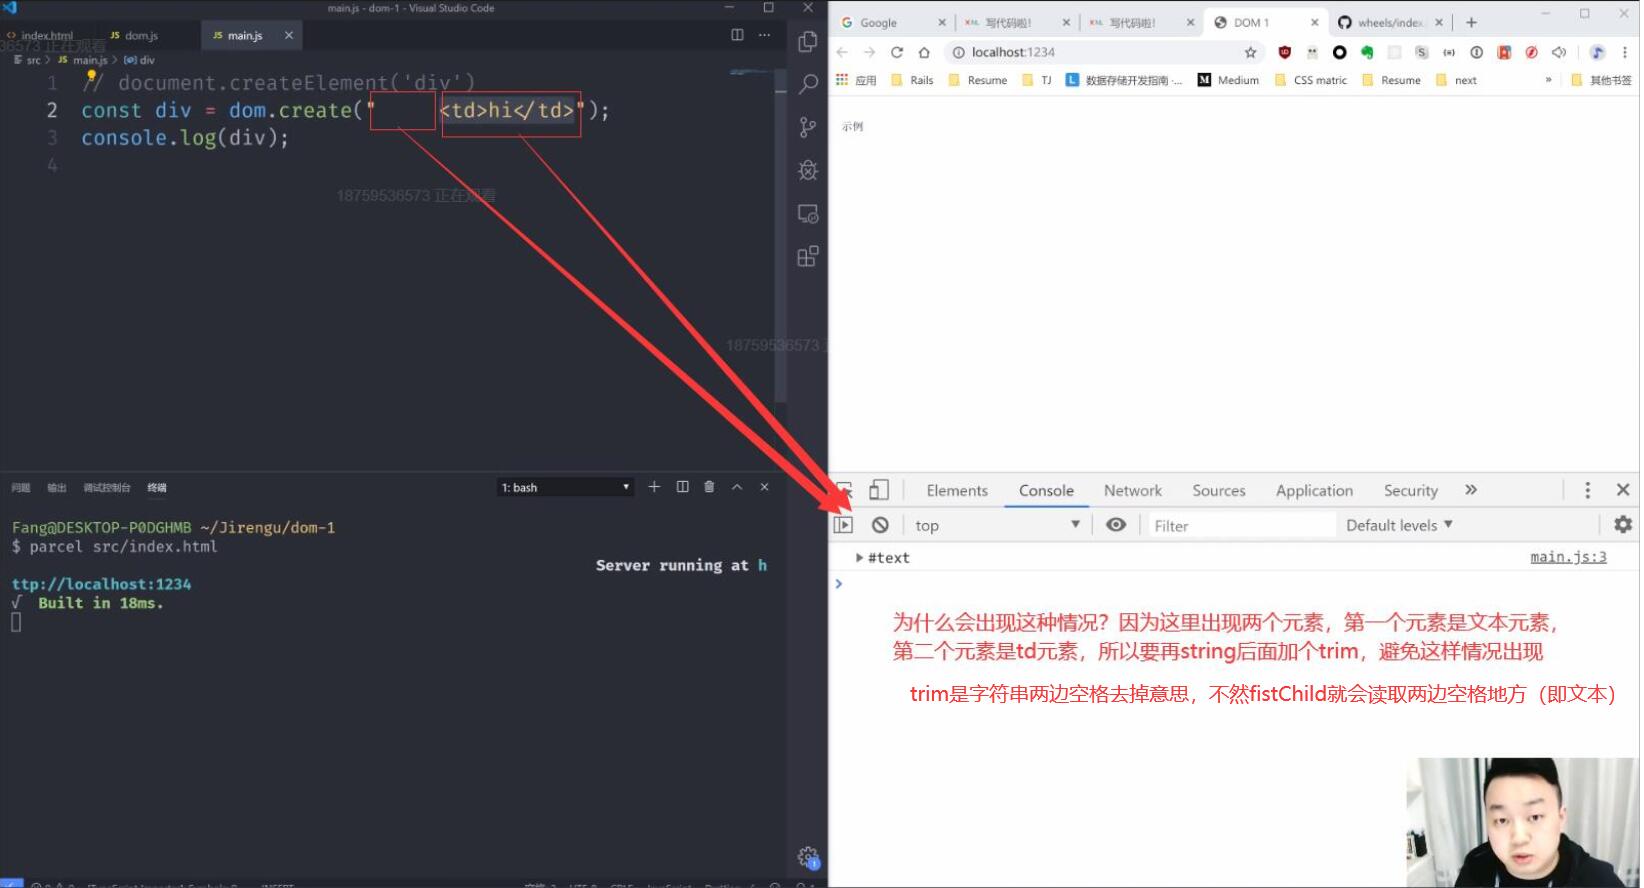 main.js - dom-1 - Visual Studio Code
index.html
JS dom.js
JS main.js
src > JS main.js > div
1 // document.createElement('div')
2 const div = dom.create("    <td>hi</td>");
3 console.log(div);
4
18759536573 正在观看
18759536573
36573 正在观看
问题 输出 调试控制台 终端
1: bash
Fang@DESKTOP-P0DGHMB ~/Jirengu/dom-1
$ parcel src/index.html
Server running at h
ttp://localhost:1234
√ Built in 18ms.
Google
写代码啦!
写代码啦!
DOM 1
wheels/index
localhost:1234
应用 Rails Resume TJ 数据存储开发指南 -... Medium CSS matric Resume next » 其他书签
示例
Elements Console Network Sources Application Security »
top Filter Default levels
#text main.js:3
为什么会出现这种情况？因为这里出现两个元素，第一个元素是文本元素，
第二个元素是td元素，所以要再string后面加个trim，避免这样情况出现
trim是字符串两边空格去掉意思，不然fistChild就会读取两边空格地方（即文本）